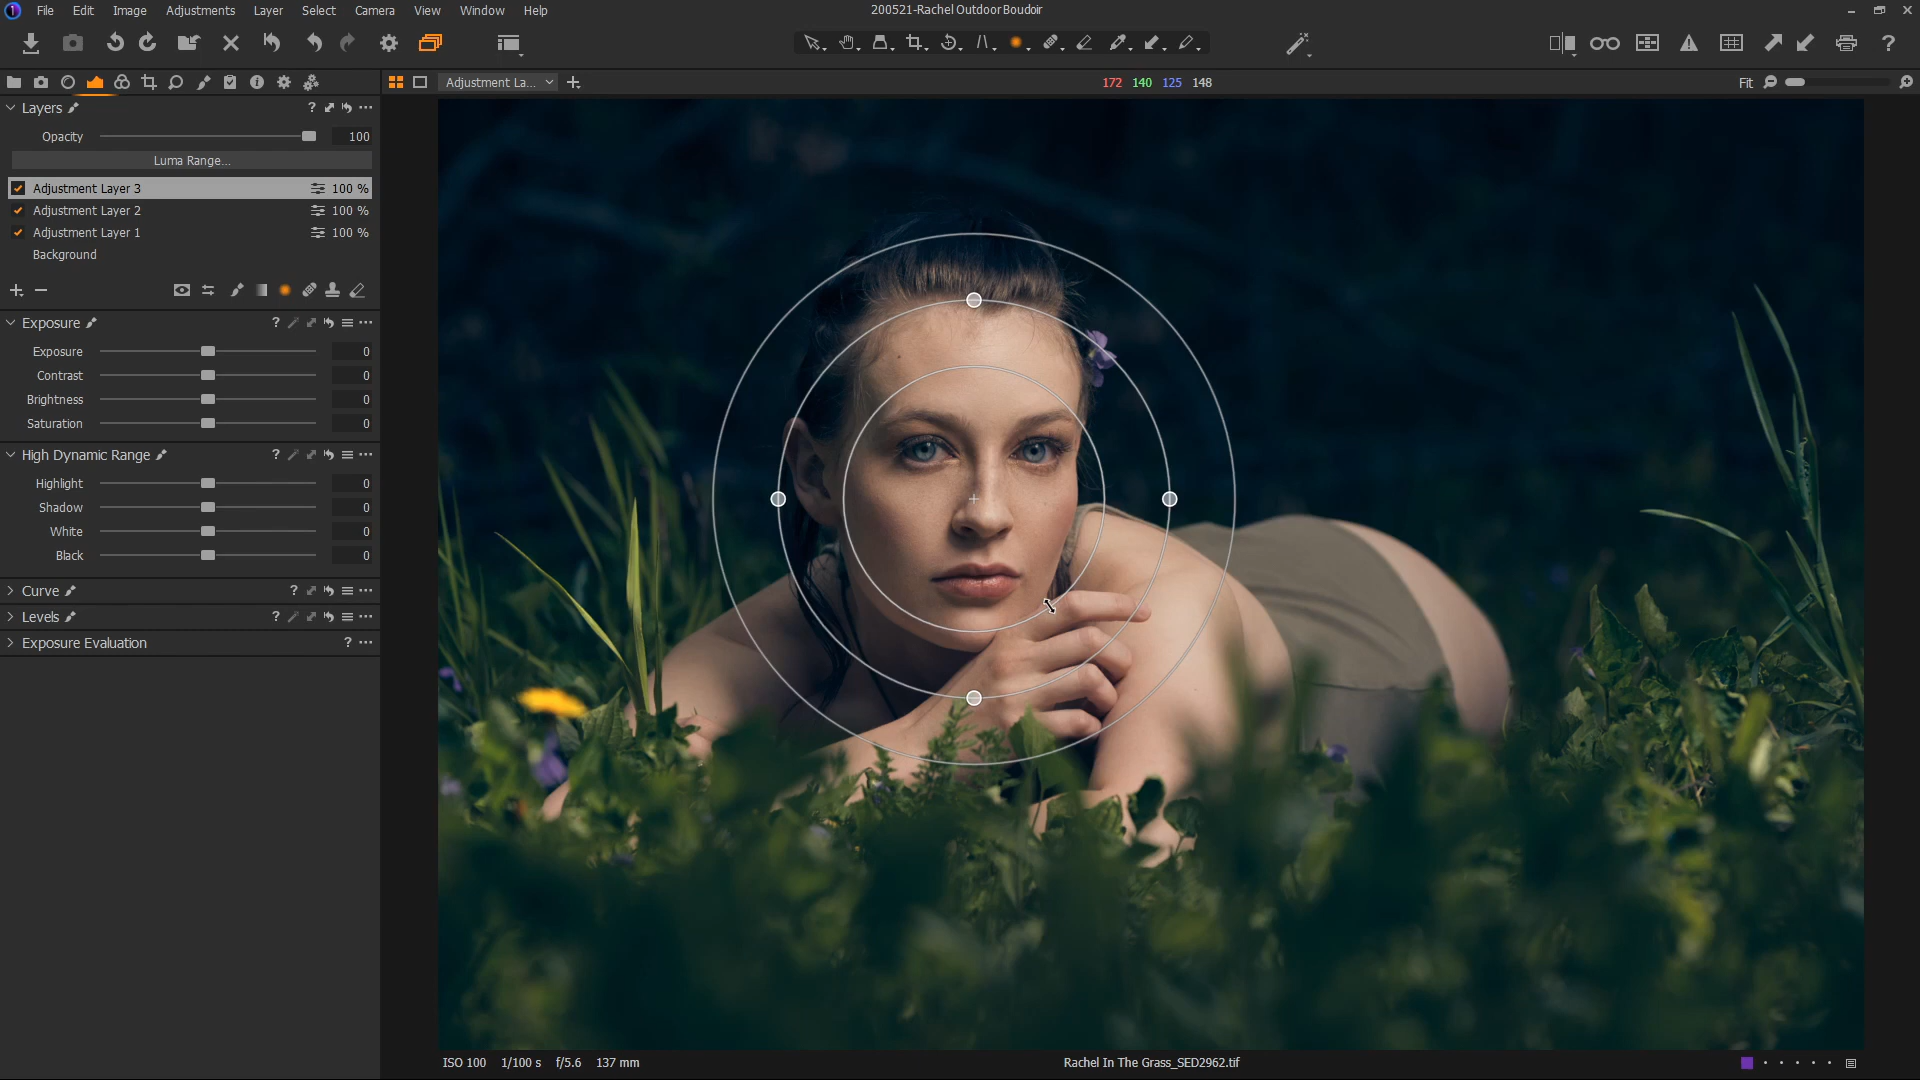 File Edit Image Adjustments Layer Select Camera View Window Help
200521-Rachel Outdoor Boudoir
Adjustment La...
172 140 125 148
Fit
Layers
Opacity 100
Luma Range...
Adjustment Layer 3 100 %
Adjustment Layer 2 100 %
Adjustment Layer 1 100 %
Background
Exposure
Exposure 0
Contrast 0
Brightness 0
Saturation 0
High Dynamic Range
Highlight 0
Shadow 0
White 0
Black 0
Curve
Levels
Exposure Evaluation
ISO 100 1/100 s f/5.6 137 mm
Rachel In The Grass_SED2962.tif